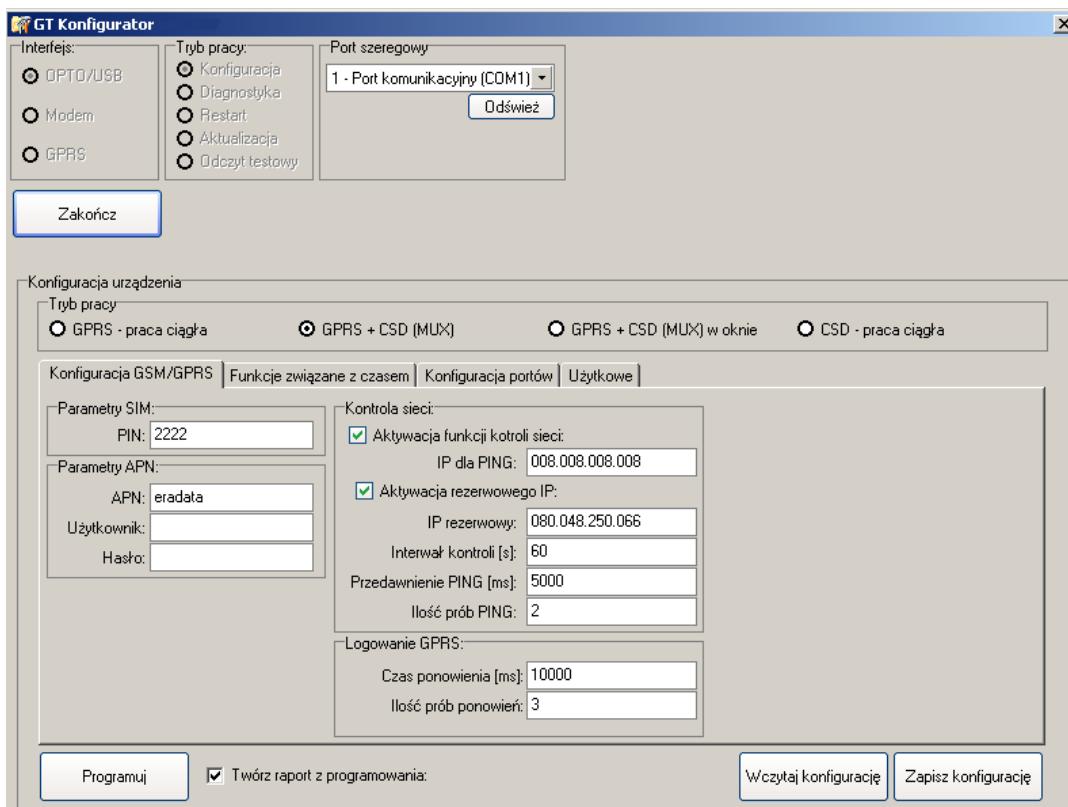 GT Konfigurator
Interfejs:
OPTO/USB
Modem
GPRS
Tryb pracy:
Konfiguracja
Diagnostyka
Restart
Aktualizacja
Odczyt testowy
Port szeregowy
1 - Port komunikacyjny (COM1)
Odśwież
Zakończ
Konfiguracja urządzenia
Tryb pracy
GPRS - praca ciągła
GPRS + CSD (MUX)
GPRS + CSD (MUX) w oknie
CSD - praca ciągła
Konfiguracja GSM/GPRS
Funkcje związane z czasem
Konfiguracja portów
Użytkowe
Parametry SIM:
PIN: 2222
Parametry APN:
APN: eradata
Użytkownik:
Hasło:
Kontrola sieci:
Aktywacja funkcji kotroli sieci:
IP dla PING: 008.008.008.008
Aktywacja rezerwowego IP:
IP rezerwowy: 080.048.250.066
Interwał kontroli [s]: 60
Przedawnienie PING [ms]: 5000
Ilość prób PING: 2
Logowanie GPRS:
Czas ponowienia [ms]: 10000
Ilość prób ponowień: 3
Programuj
Twórz raport z programowania:
Wczytaj konfigurację
Zapisz konfigurację